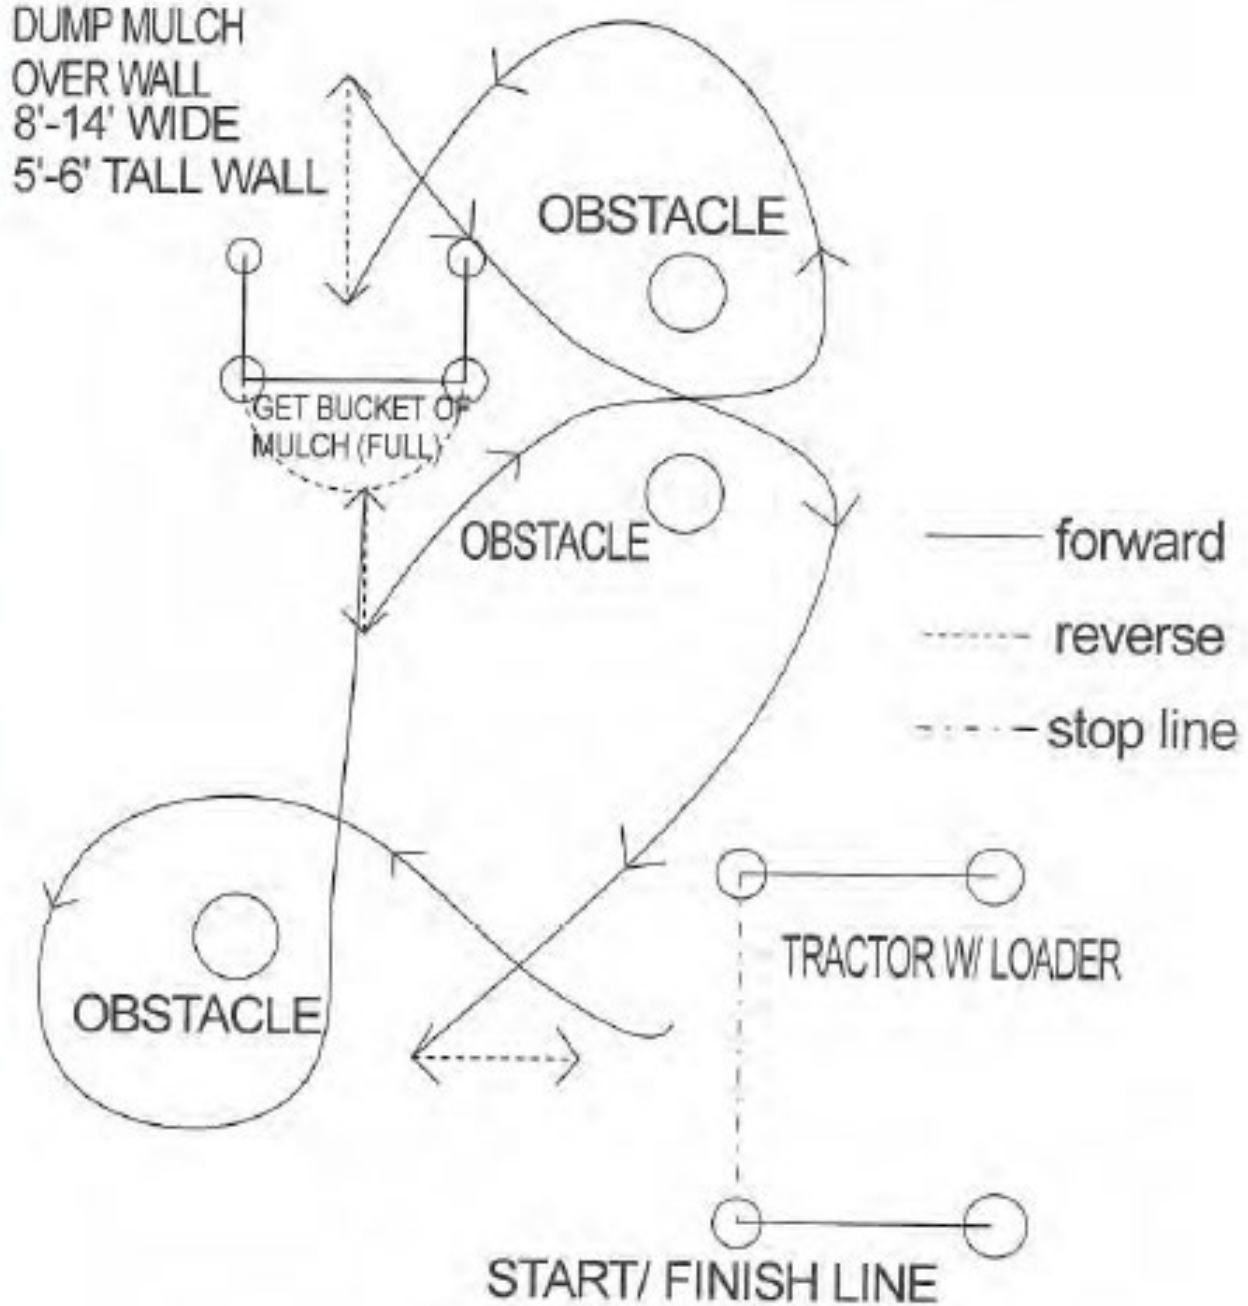 DUMP MULCH
OVER WALL
8'-14' WIDE
5'-6' TALL WALL
OBSTACLE
GET BUCKET OF
MULCH (FULL)
OBSTACLE
forward
reverse
stop line
TRACTOR W/ LOADER
OBSTACLE
START/ FINISH LINE